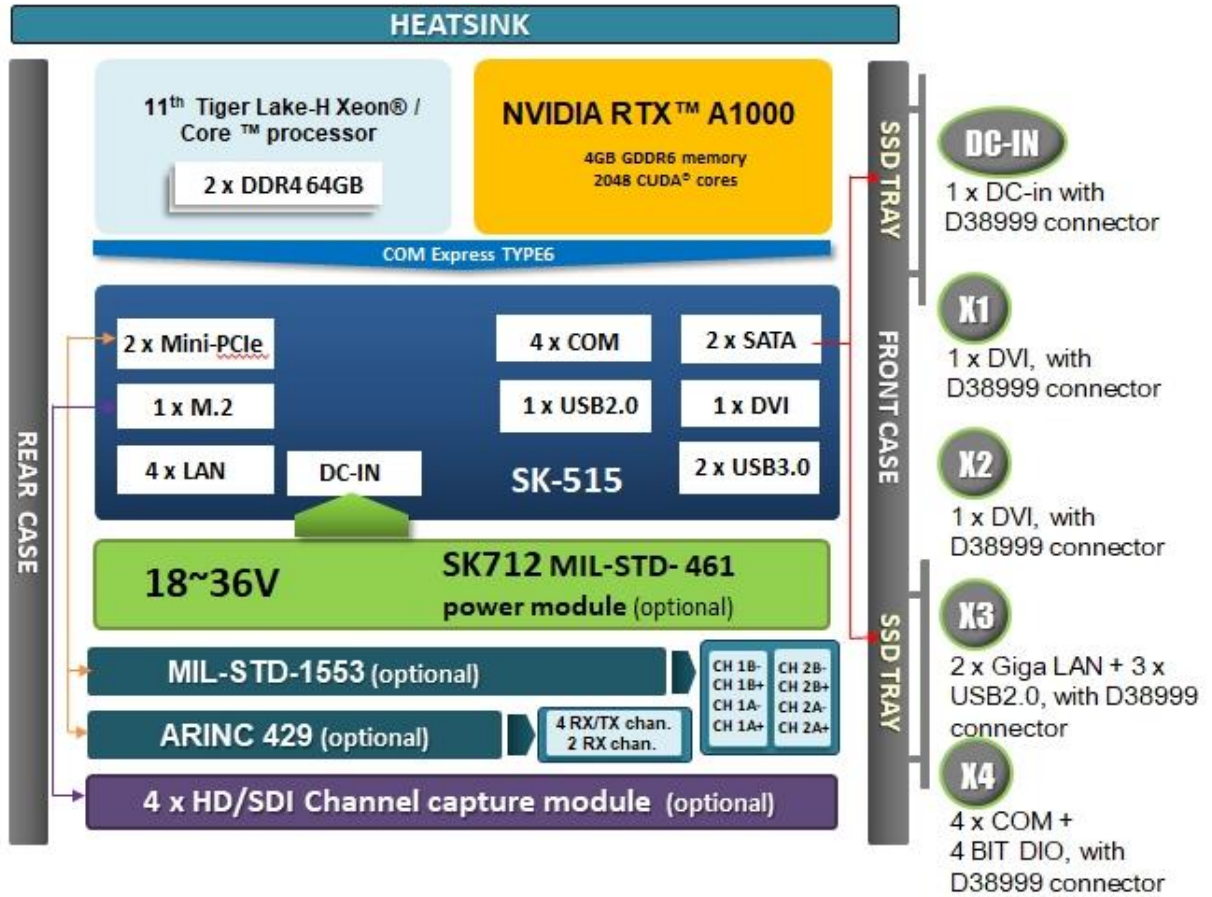 HEATSINK
11th Tiger Lake-H Xeon® /
Core ™ processor
2 x DDR4 64GB
NVIDIA RTX™ A1000
4GB GDDR6 memory
2048 CUDA® cores
COM Express TYPE6
2 x Mini-PCIe
1 x M.2
4 x LAN
DC-IN
4 x COM
1 x USB2.0
SK-515
2 x SATA
1 x DVI
2 x USB3.0
18~36V
SK712 MIL-STD- 461
power module (optional)
MIL-STD-1553 (optional)
CH 1B-
CH 1B+
CH 1A-
CH 1A+
CH 2B-
CH 2B+
CH 2A-
CH 2A+
ARINC 429 (optional)
4 RX/TX chan.
2 RX chan.
4 x HD/SDI Channel capture module (optional)
REAR CASE
SSD TRAY
FRONT CASE
SSD TRAY
DC-IN
1 x DC-in with
D38999 connector
X1
1 x DVI, with
D38999 connector
X2
1 x DVI, with
D38999 connector
X3
2 x Giga LAN + 3 x
USB2.0, with D38999
connector
X4
4 x COM +
4 BIT DIO, with
D38999 connector